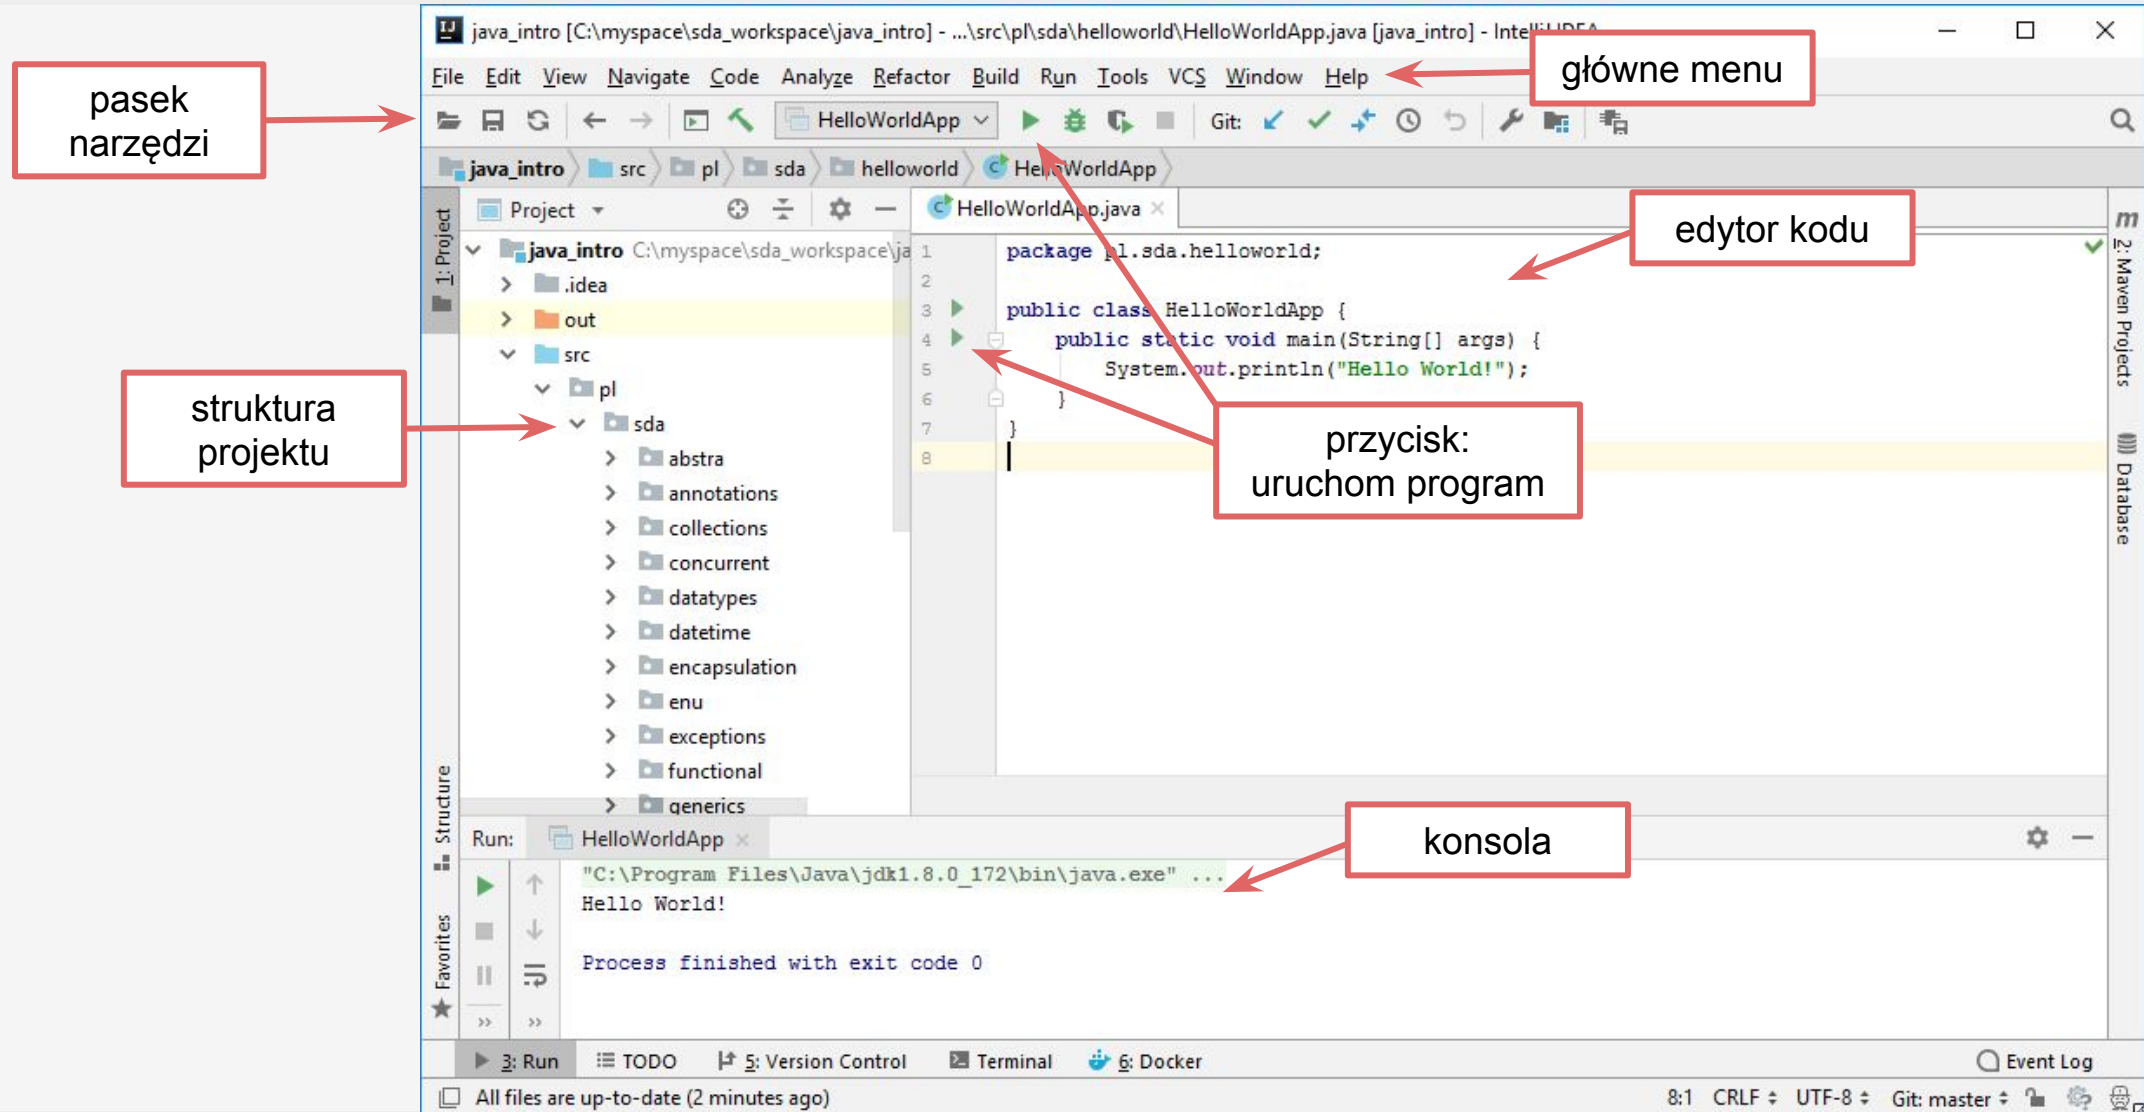 java_intro [C:\myspace\sda_workspace\java_intro] - ...\src\pl\sda\helloworld\HelloWorldApp.java [java_intro] - IntelliJ IDEA
File Edit View Navigate Code Analyze Refactor Build Run Tools VCS Window Help
główne menu
pasek
narzędzi
HelloWorldApp
Git:
java_intro src pl sda helloworld HelloWorldApp
1: Project
Project
HelloWorldApp.java
edytor kodu
m
2: Maven Projects
Database
java_intro C:\myspace\sda_workspace\ja
.idea
out
src
pl
sda
abstra
annotations
collections
concurrent
datatypes
datetime
encapsulation
enu
exceptions
functional
generics
struktura
projektu
1 package pl.sda.helloworld;
2
3 public class HelloWorldApp {
4 public static void main(String[] args) {
5 System.out.println("Hello World!");
6 }
7 }
8
przycisk:
uruchom program
Structure
Favorites
Run: HelloWorldApp
konsola
"C:\Program Files\Java\jdk1.8.0_172\bin\java.exe" ...
Hello World!
Process finished with exit code 0
3: Run TODO 5: Version Control Terminal 6: Docker Event Log
All files are up-to-date (2 minutes ago) 8:1 CRLF UTF-8 Git: master